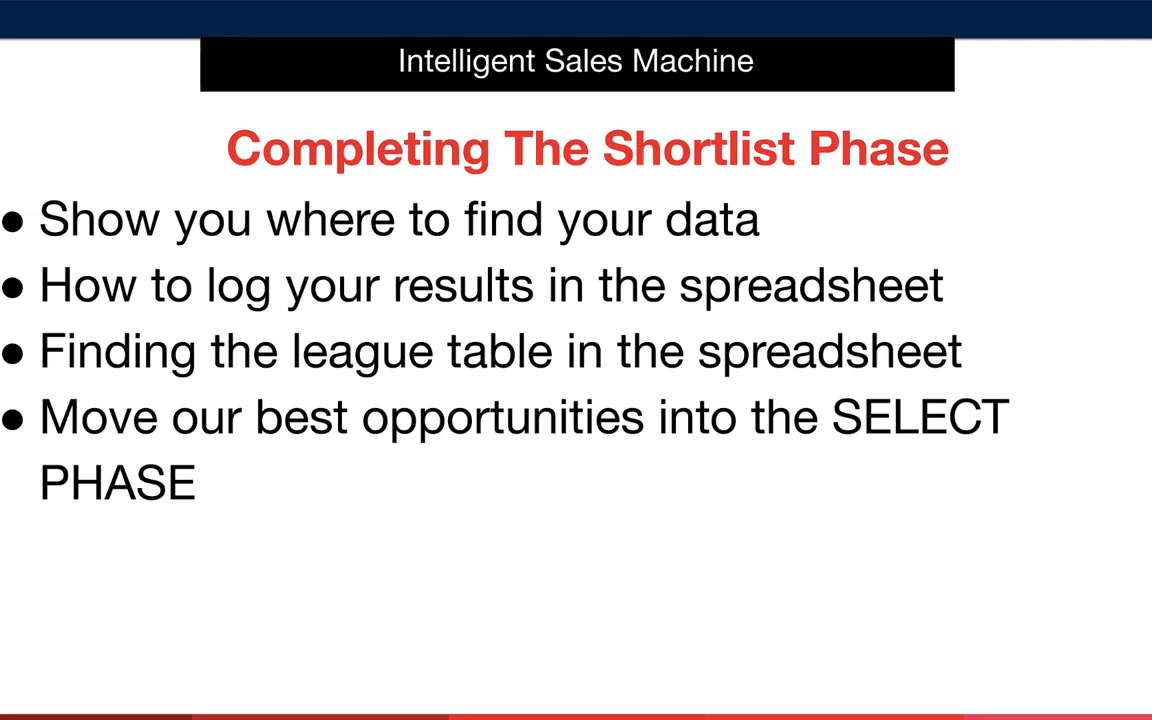 Intelligent Sales Machine
Completing The Shortlist Phase
● Show you where to find your data
● How to log your results in the spreadsheet
● Finding the league table in the spreadsheet
● Move our best opportunities into the SELECT
PHASE